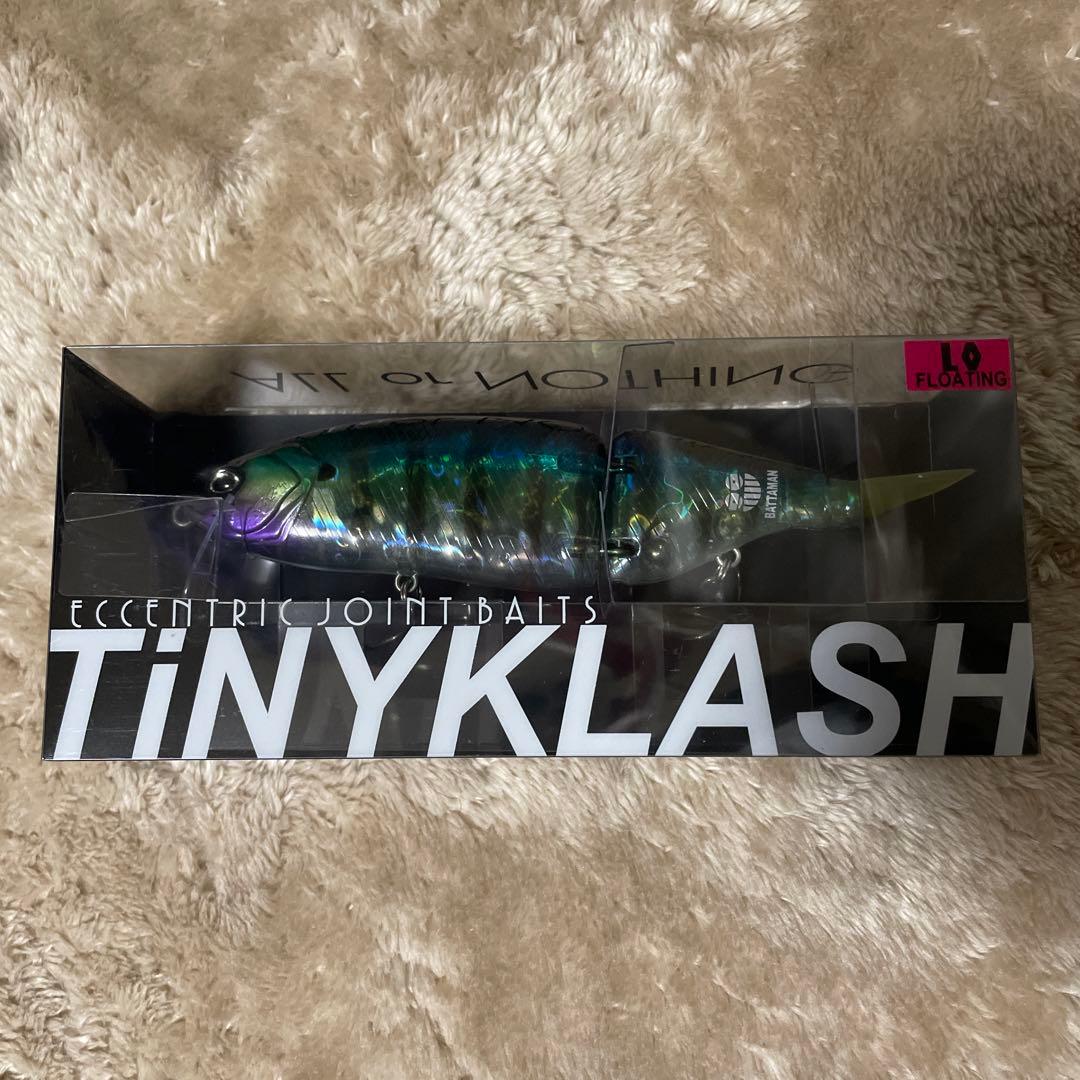 ALL or NOTHING
LO
FLOATING
BATTAMAN
ECCENTRIC JOINT BAITS
TiNYKLASH